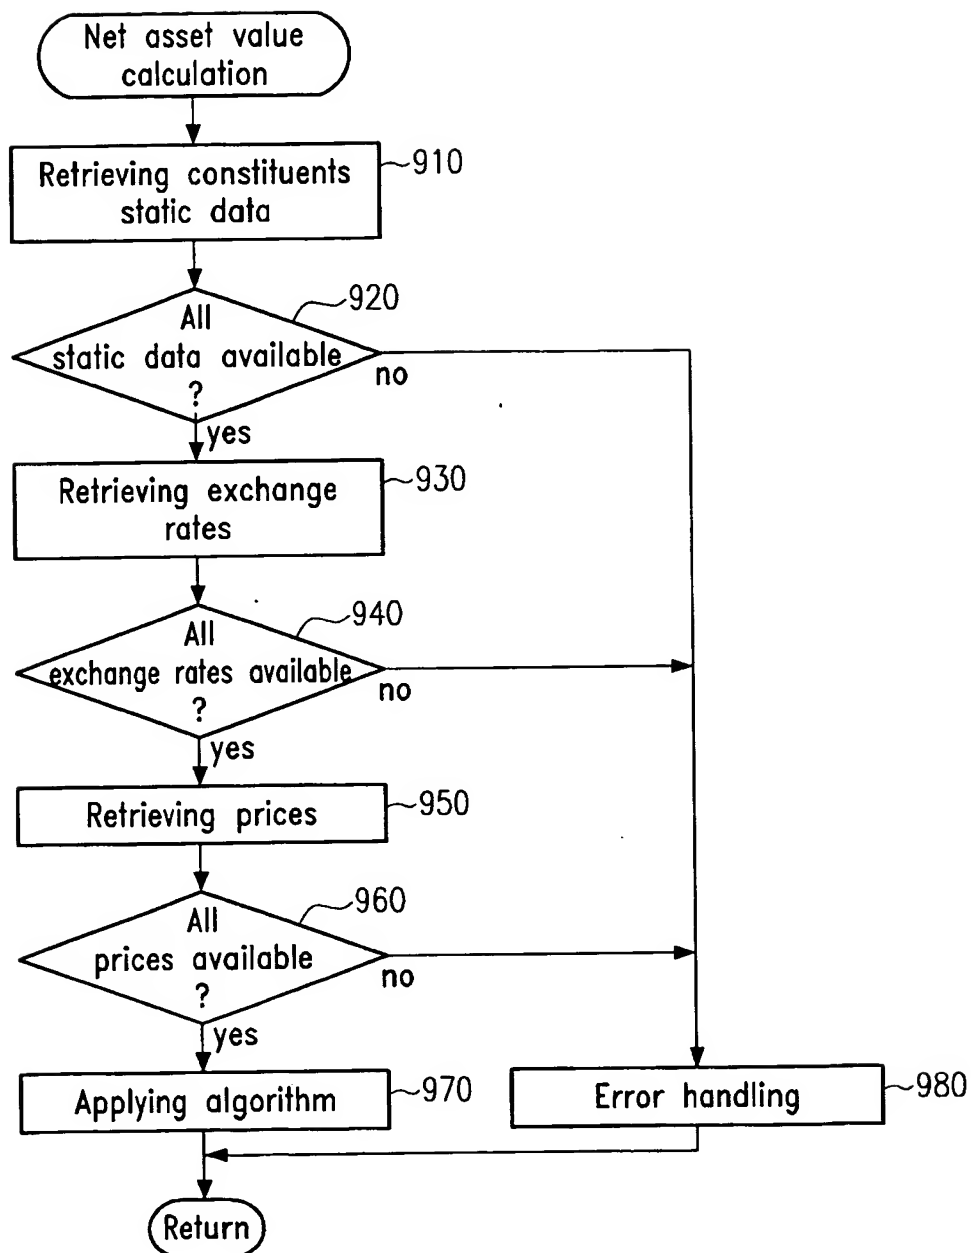 Net asset value
calculation
Retrieving constituents
static data
910
All
static data available
?
920
no
yes
Retrieving exchange
rates
930
All
exchange rates available
?
940
no
yes
Retrieving prices
950
All
prices available
?
960
no
yes
Applying algorithm
970
Error handling
980
Return